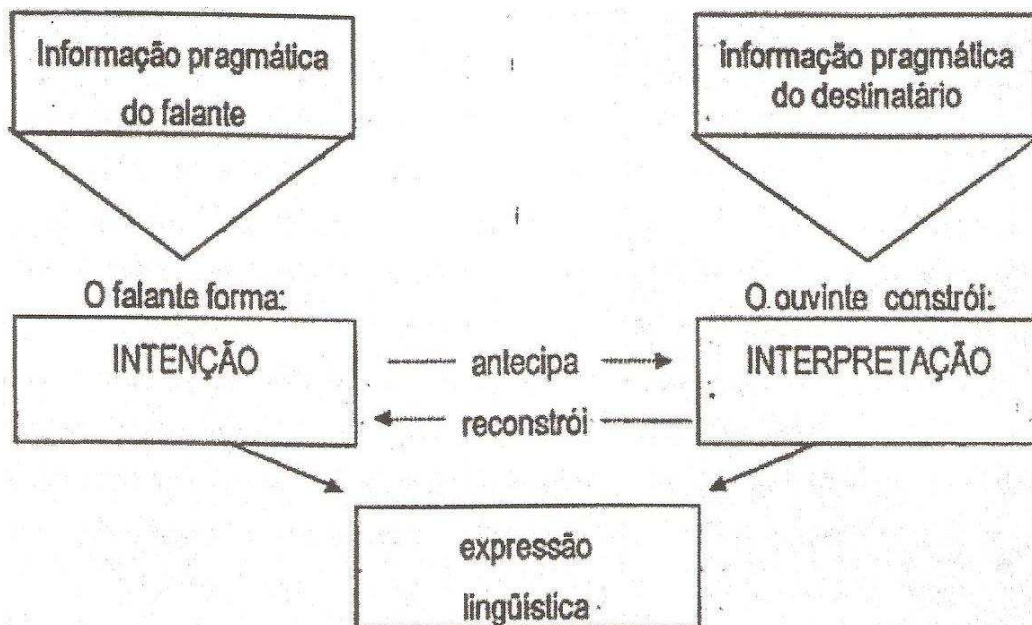 Informação pragmática
do falante
informação pragmática
do destinatário
O falante forma:
O ouvinte constrói:
INTENÇÃO
antecipa
INTERPRETAÇÃO
reconstrói
expressão
lingüística